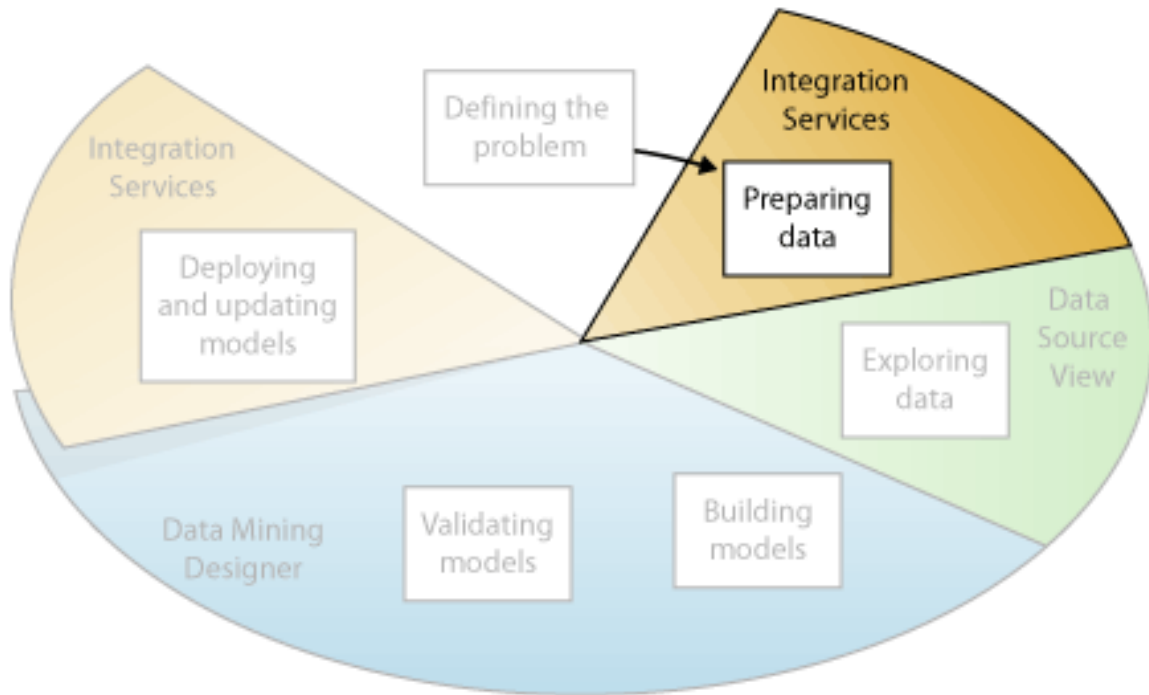 Defining the
problem
Integration
Services
Preparing
data
Data
Source
View
Exploring
data
Building
models
Validating
models
Data Mining
Designer
Integration
Services
Deploying
and updating
models